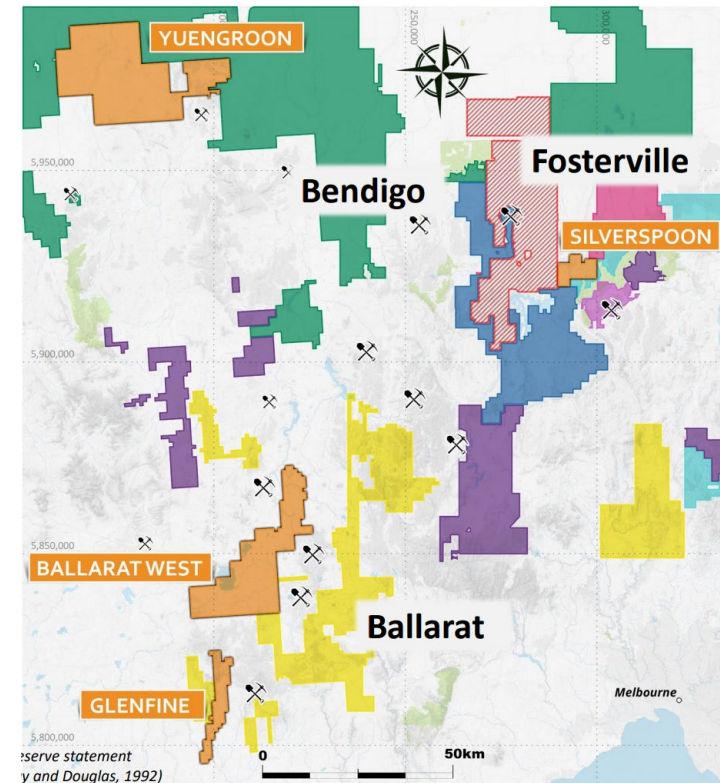 YUENGROON
250,000
300,000
5,950,000
Fosterville
Bendigo
SILVERSPOON
5,900,000
5,850,000
BALLARAT WEST
Ballarat
GLENFINE
Melbourne
5,800,000
eserve statement
y and Douglas, 1992)
0 50km